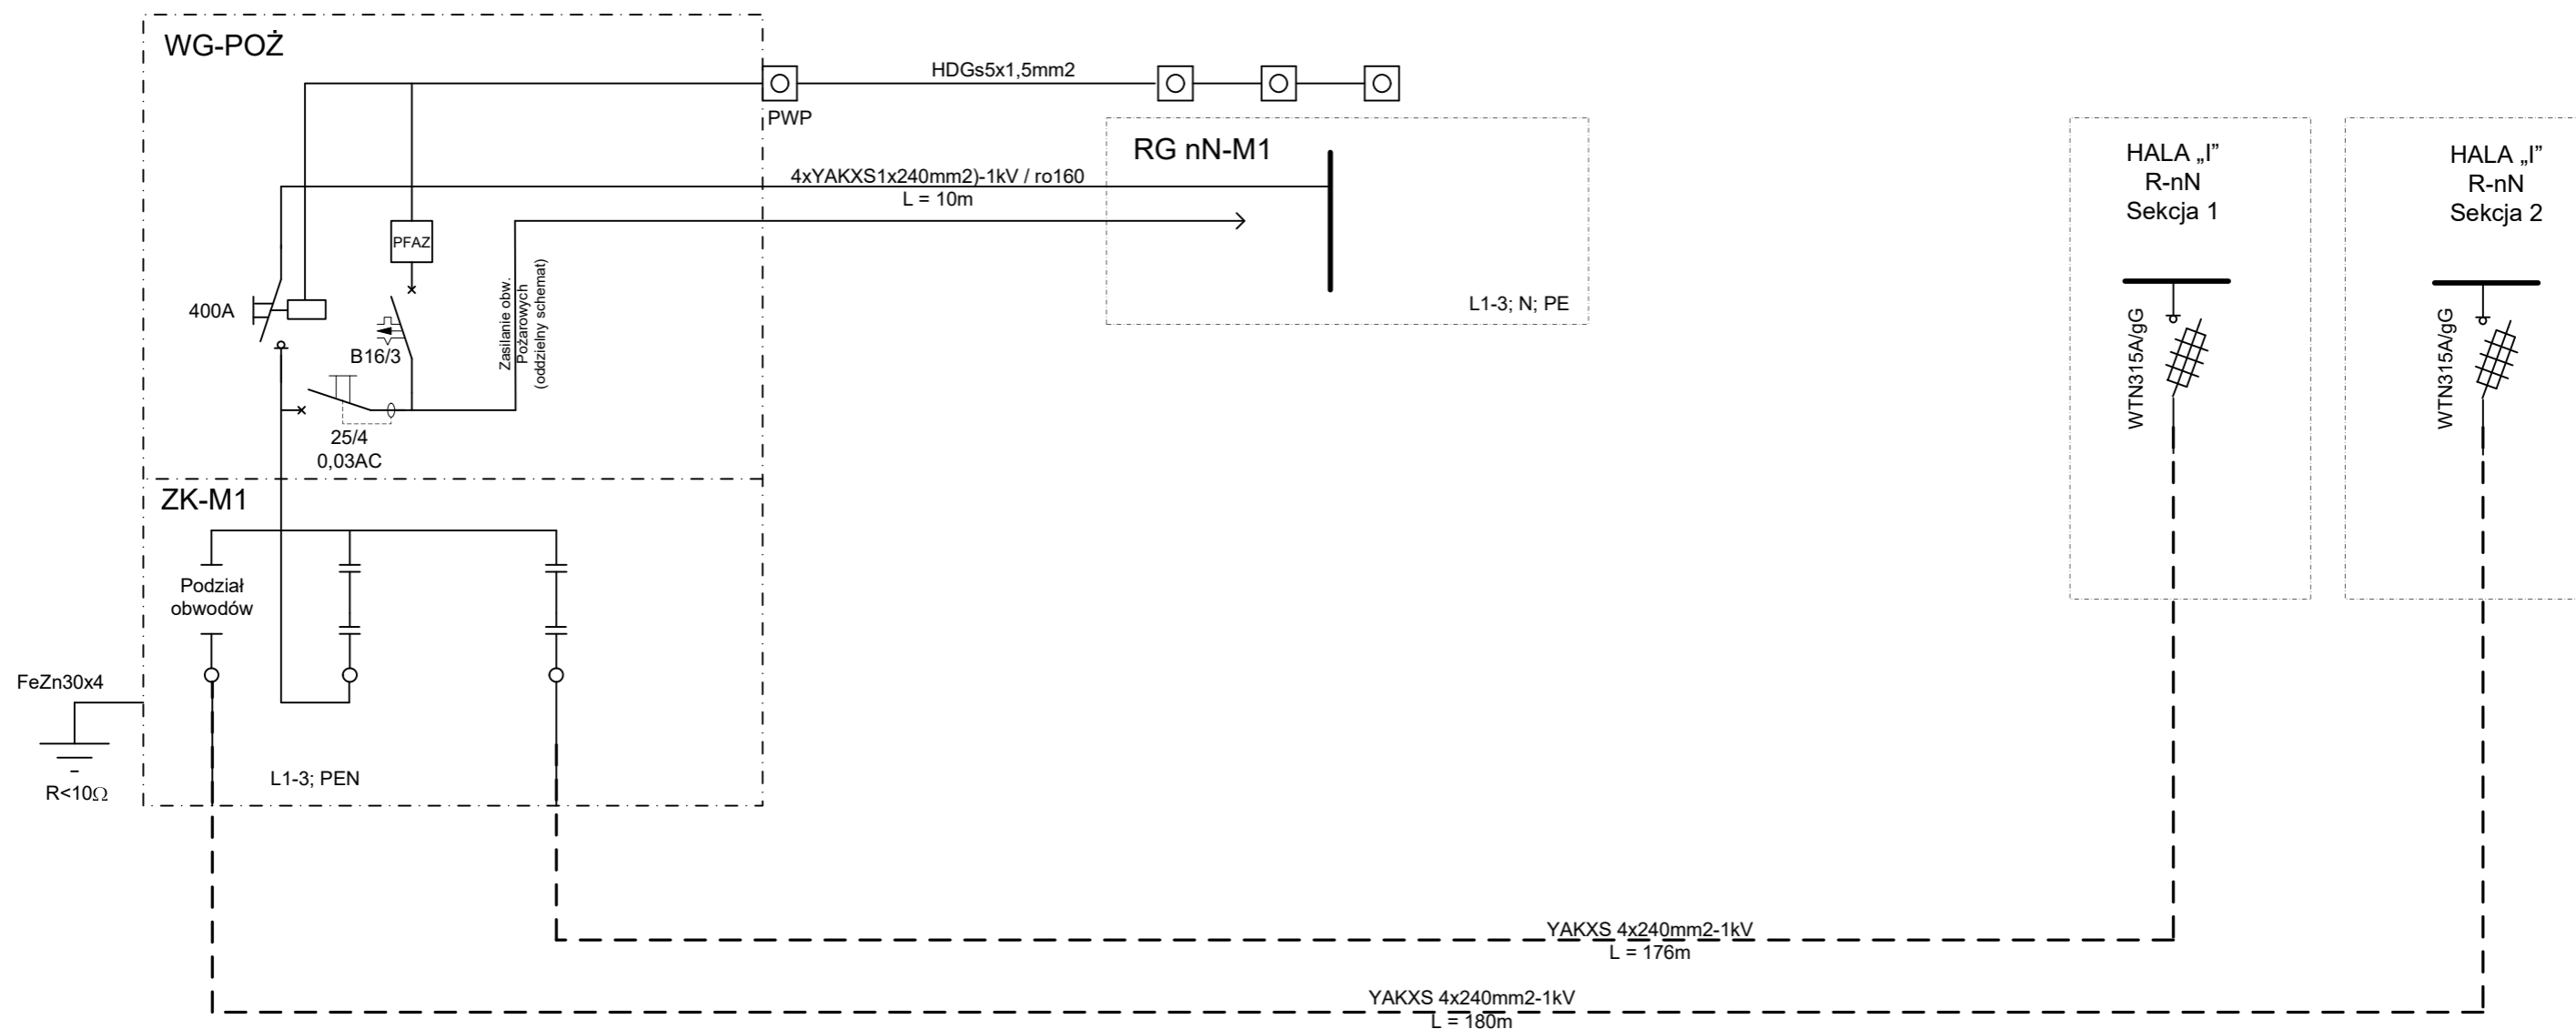 WG-POŻ
HDGs5x1,5mm2
PWP
4xYAKXS1x240mm2)-1kV / ro160
L = 10m
RG nN-M1
L1-3; N; PE
HALA „I”
R-nN
Sekcja 1
WTN315A/gG
HALA „I”
R-nN
Sekcja 2
WTN315A/gG
PFAZ
400A
B16/3
Zasilanie obw.
Pożarowych
(oddzielny schemat)
25/4
0,03AC
ZK-M1
Podział
obwodów
FeZn30x4
R<10Ω
L1-3; PEN
YAKXS 4x240mm2-1kV
L = 176m
YAKXS 4x240mm2-1kV
L = 180m